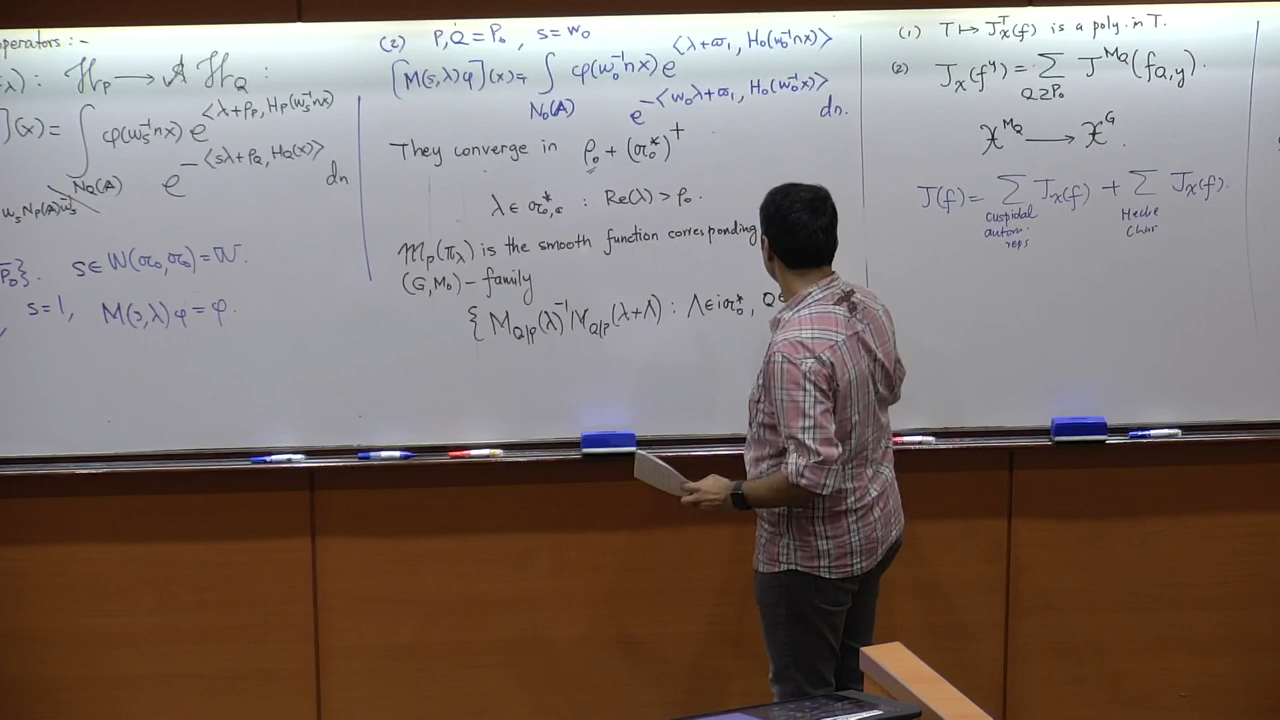 operators :-
λ): ℋ_P ⟶ 𝒜 ℋ_Q :
](x) = ∫ φ(w_s^{-1}nx) e^{⟨λ+ρ_P, H_P(w_s^{-1}nx)⟩}
e^{-⟨sλ+ρ_Q, H_Q(x)⟩} dn
N_Q(A)
w_s N_P(A) w_s^{-1}
P_0}. s∈W(𝔞_0,𝔞_0) = W.
s=1, M(s,λ)φ = φ.
(2) P,Q = P_0 , s = w_0
[M(s,λ)φ](x) = ∫_{N_0(A)} φ(w_0^{-1}nx) e^{⟨λ+ϖ_1, H_0(w_0^{-1}nx)⟩}
e^{-⟨w_0λ+ϖ_1, H_0(w_0^{-1}x)⟩} dn.
They converge in ρ_0 + (𝔞_0^*)^+
λ ∈ 𝔞_{0,ℂ}^* : Re(λ) > ρ_0.
ℳ_P(π_λ) is the smooth function corresponding
(G,M_0) - family
{ M_{Q|P}(λ)^{-1} M_{Q|P}(λ+Λ) : Λ∈i𝔞_0^*, Q∈
(1) T ↦ J_χ^T(f) is a poly. in T.
(2) J_χ(f^y) = ∑_{Q⊇P_0} J^{M_Q}(f_{Q,y}).
𝒳^{M_Q} ⟶ 𝒳^G.
J(f) = ∑ J_χ(f) + ∑ J_χ(f).
cuspidal autom. reps
Hecke Char